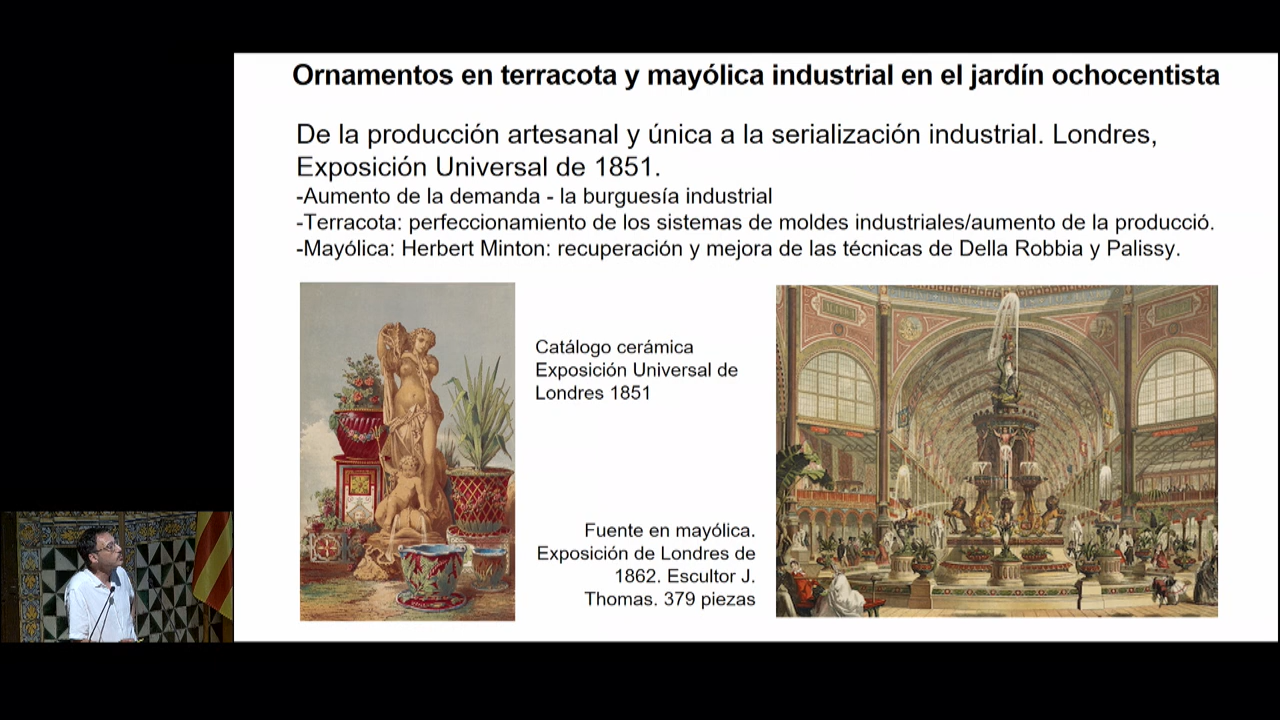 Ornamentos en terracota y mayólica industrial en el jardín ochocentista
De la producción artesanal y única a la serialización industrial. Londres,
Exposición Universal de 1851.
-Aumento de la demanda - la burguesía industrial
-Terracota: perfeccionamiento de los sistemas de moldes industriales/aumento de la producció.
-Mayólica: Herbert Minton: recuperación y mejora de las técnicas de Della Robbia y Palissy.
Catálogo cerámica
Exposición Universal de
Londres 1851
Fuente en mayólica.
Exposición de Londres de
1862. Escultor J.
Thomas. 379 piezas